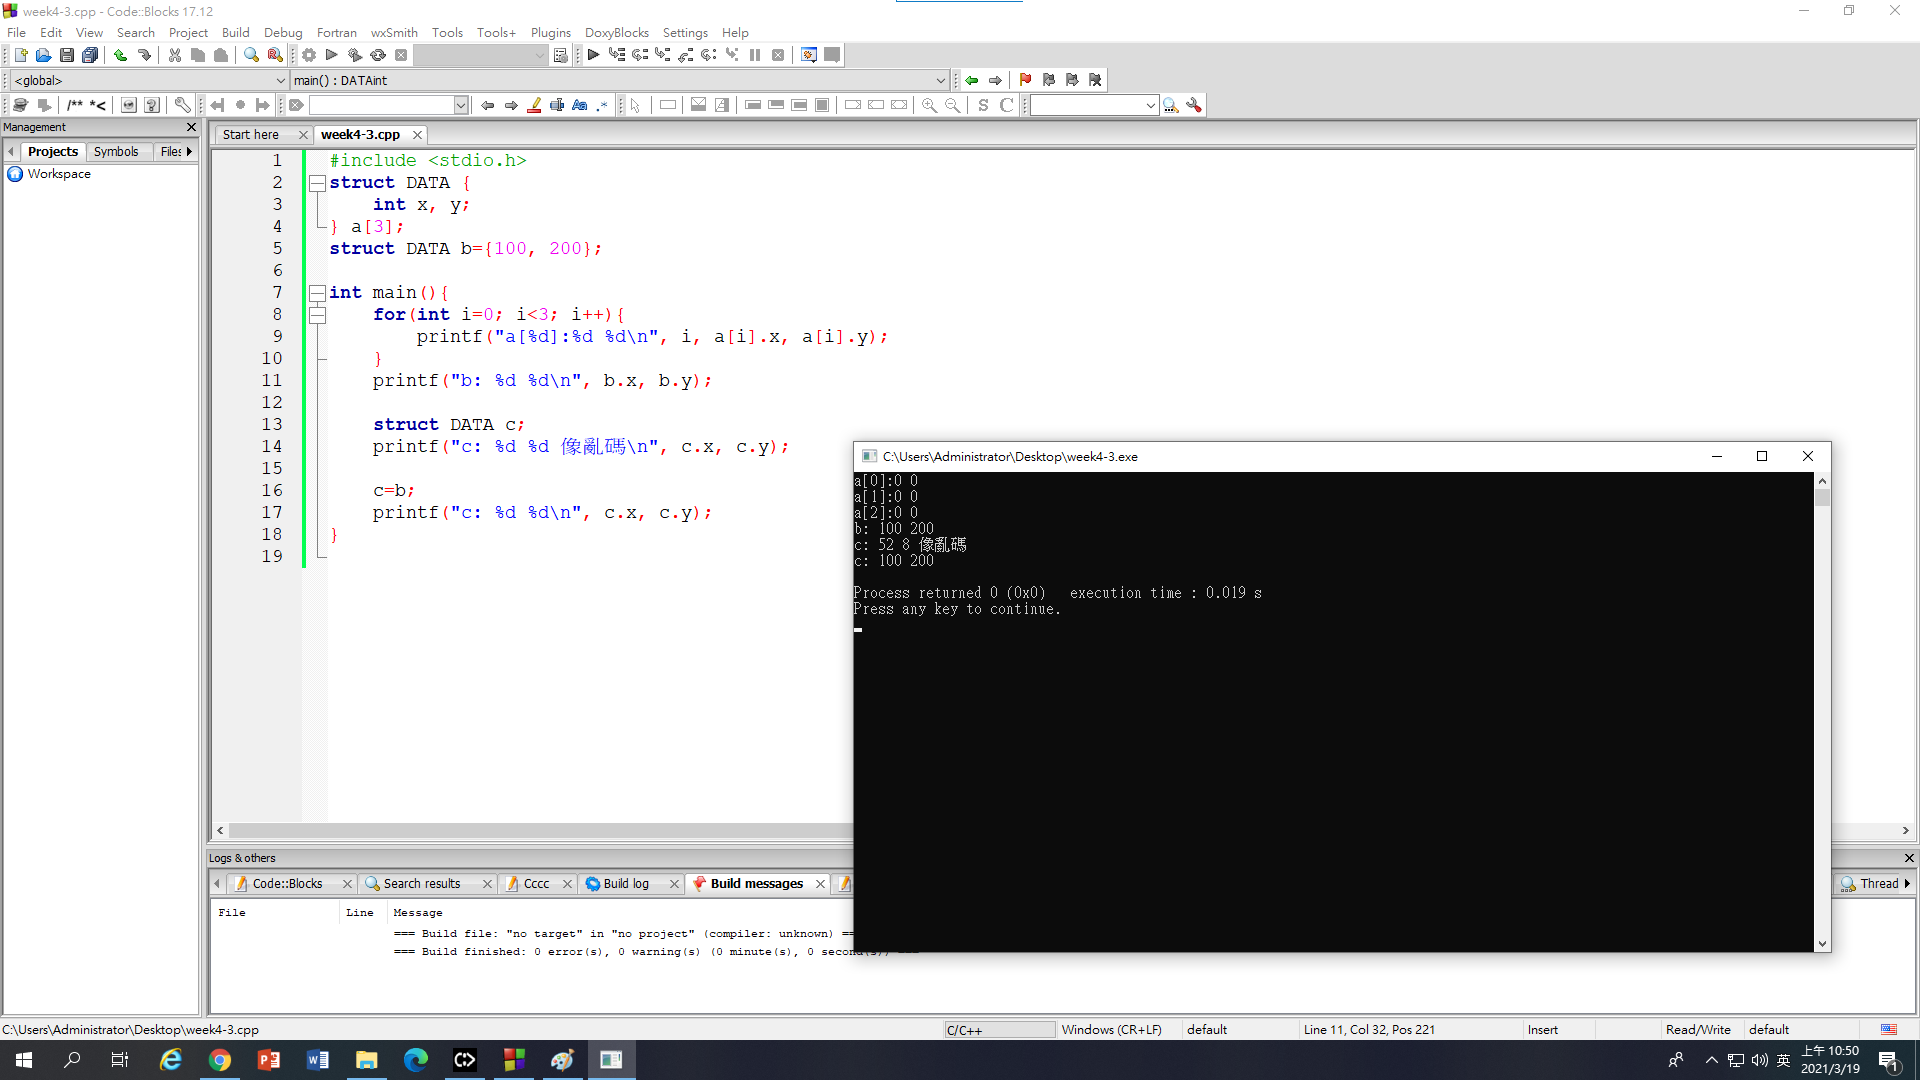 week4-3.cpp - Code::Blocks 17.12
File Edit View Search Project Build Debug Fortran wxSmith Tools Tools+ Plugins DoxyBlocks Settings Help
<global> main() : DATAint
/** *<
Management
Start here week4-3.cpp
Projects Symbols Files
Workspace
1 #include <stdio.h>
2 struct DATA {
3 int x, y;
4 } a[3];
5 struct DATA b={100, 200};
6
7 int main(){
8 for(int i=0; i<3; i++){
9 printf("a[%d]:%d %d\n", i, a[i].x, a[i].y);
10 }
11 printf("b: %d %d\n", b.x, b.y);
12
13 struct DATA c;
14 printf("c: %d %d 像亂碼\n", c.x, c.y);
15
16 c=b;
17 printf("c: %d %d\n", c.x, c.y);
18 }
19
C:\Users\Administrator\Desktop\week4-3.exe
a[0]:0 0
a[1]:0 0
a[2]:0 0
b: 100 200
c: 52 8 像亂碼
c: 100 200
Process returned 0 (0x0) execution time : 0.019 s
Press any key to continue.
Logs & others
Code::Blocks Search results Cccc Build log Build messages Thread
File Line Message
=== Build file: "no target" in "no project" (compiler: unknown) ==
=== Build finished: 0 error(s), 0 warning(s) (0 minute(s), 0 second(s)) ===
C:\Users\Administrator\Desktop\week4-3.cpp C/C++ Windows (CR+LF) default Line 11, Col 32, Pos 221 Insert Read/Write default
英 上午 10:50
2021/3/19
1